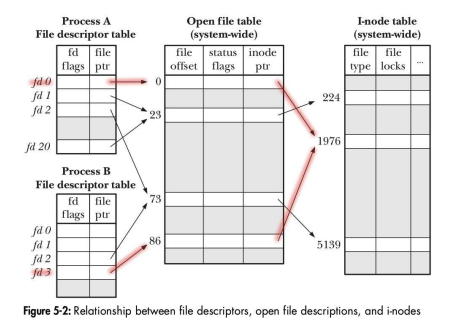 Process A
File descriptor table
fd
flags
file
ptr
fd 0
fd 1
fd 2
fd 20
Process B
File descriptor table
fd
flags
file
ptr
fd 0
fd 1
fd 2
fd 3
Open file table
(system-wide)
file
offset
status
flags
inode
ptr
0
23
73
86
I-node table
(system-wide)
file
type
file
locks
...
224
1976
5139
Figure 5-2: Relationship between file descriptors, open file descriptions, and i-nodes